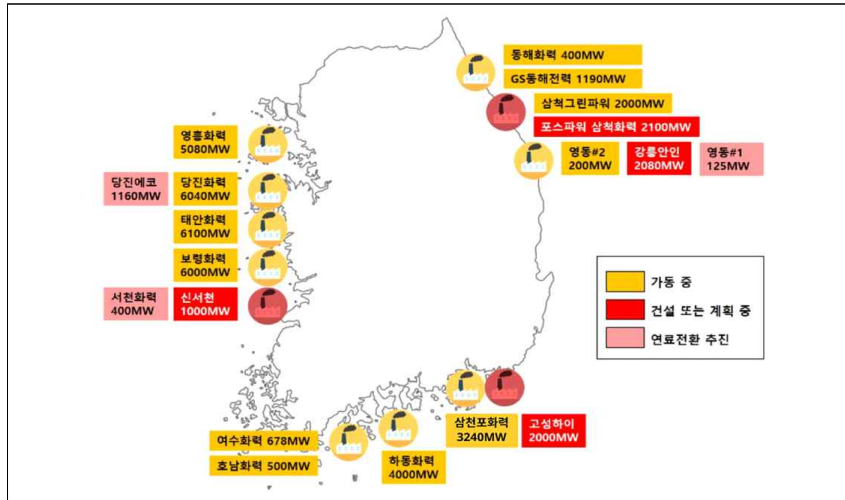 동해화력 400MW
GS동해전력 1190MW
삼척그린파워 2000MW
포스파워 삼척화력 2100MW
영동#2
200MW
강릉안인
2080MW
영동#1
125MW
영흥화력
5080MW
당진에코
1160MW
당진화력
6040MW
태안화력
6100MW
보령화력
6000MW
서천화력
400MW
신서천
1000MW
가동 중
건설 또는 계획 중
연료전환 추진
삼천포화력
3240MW
고성하이
2000MW
여수화력 678MW
호남화력 500MW
하동화력
4000MW